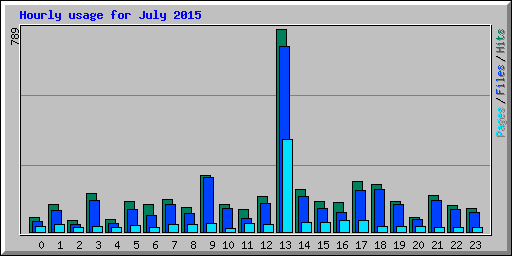 Hourly usage for July 2015
789
Pages/Files/Hits
0 1 2 3 4 5 6 7 8 9 10 11 12 13 14 15 16 17 18 19 20 21 22 23